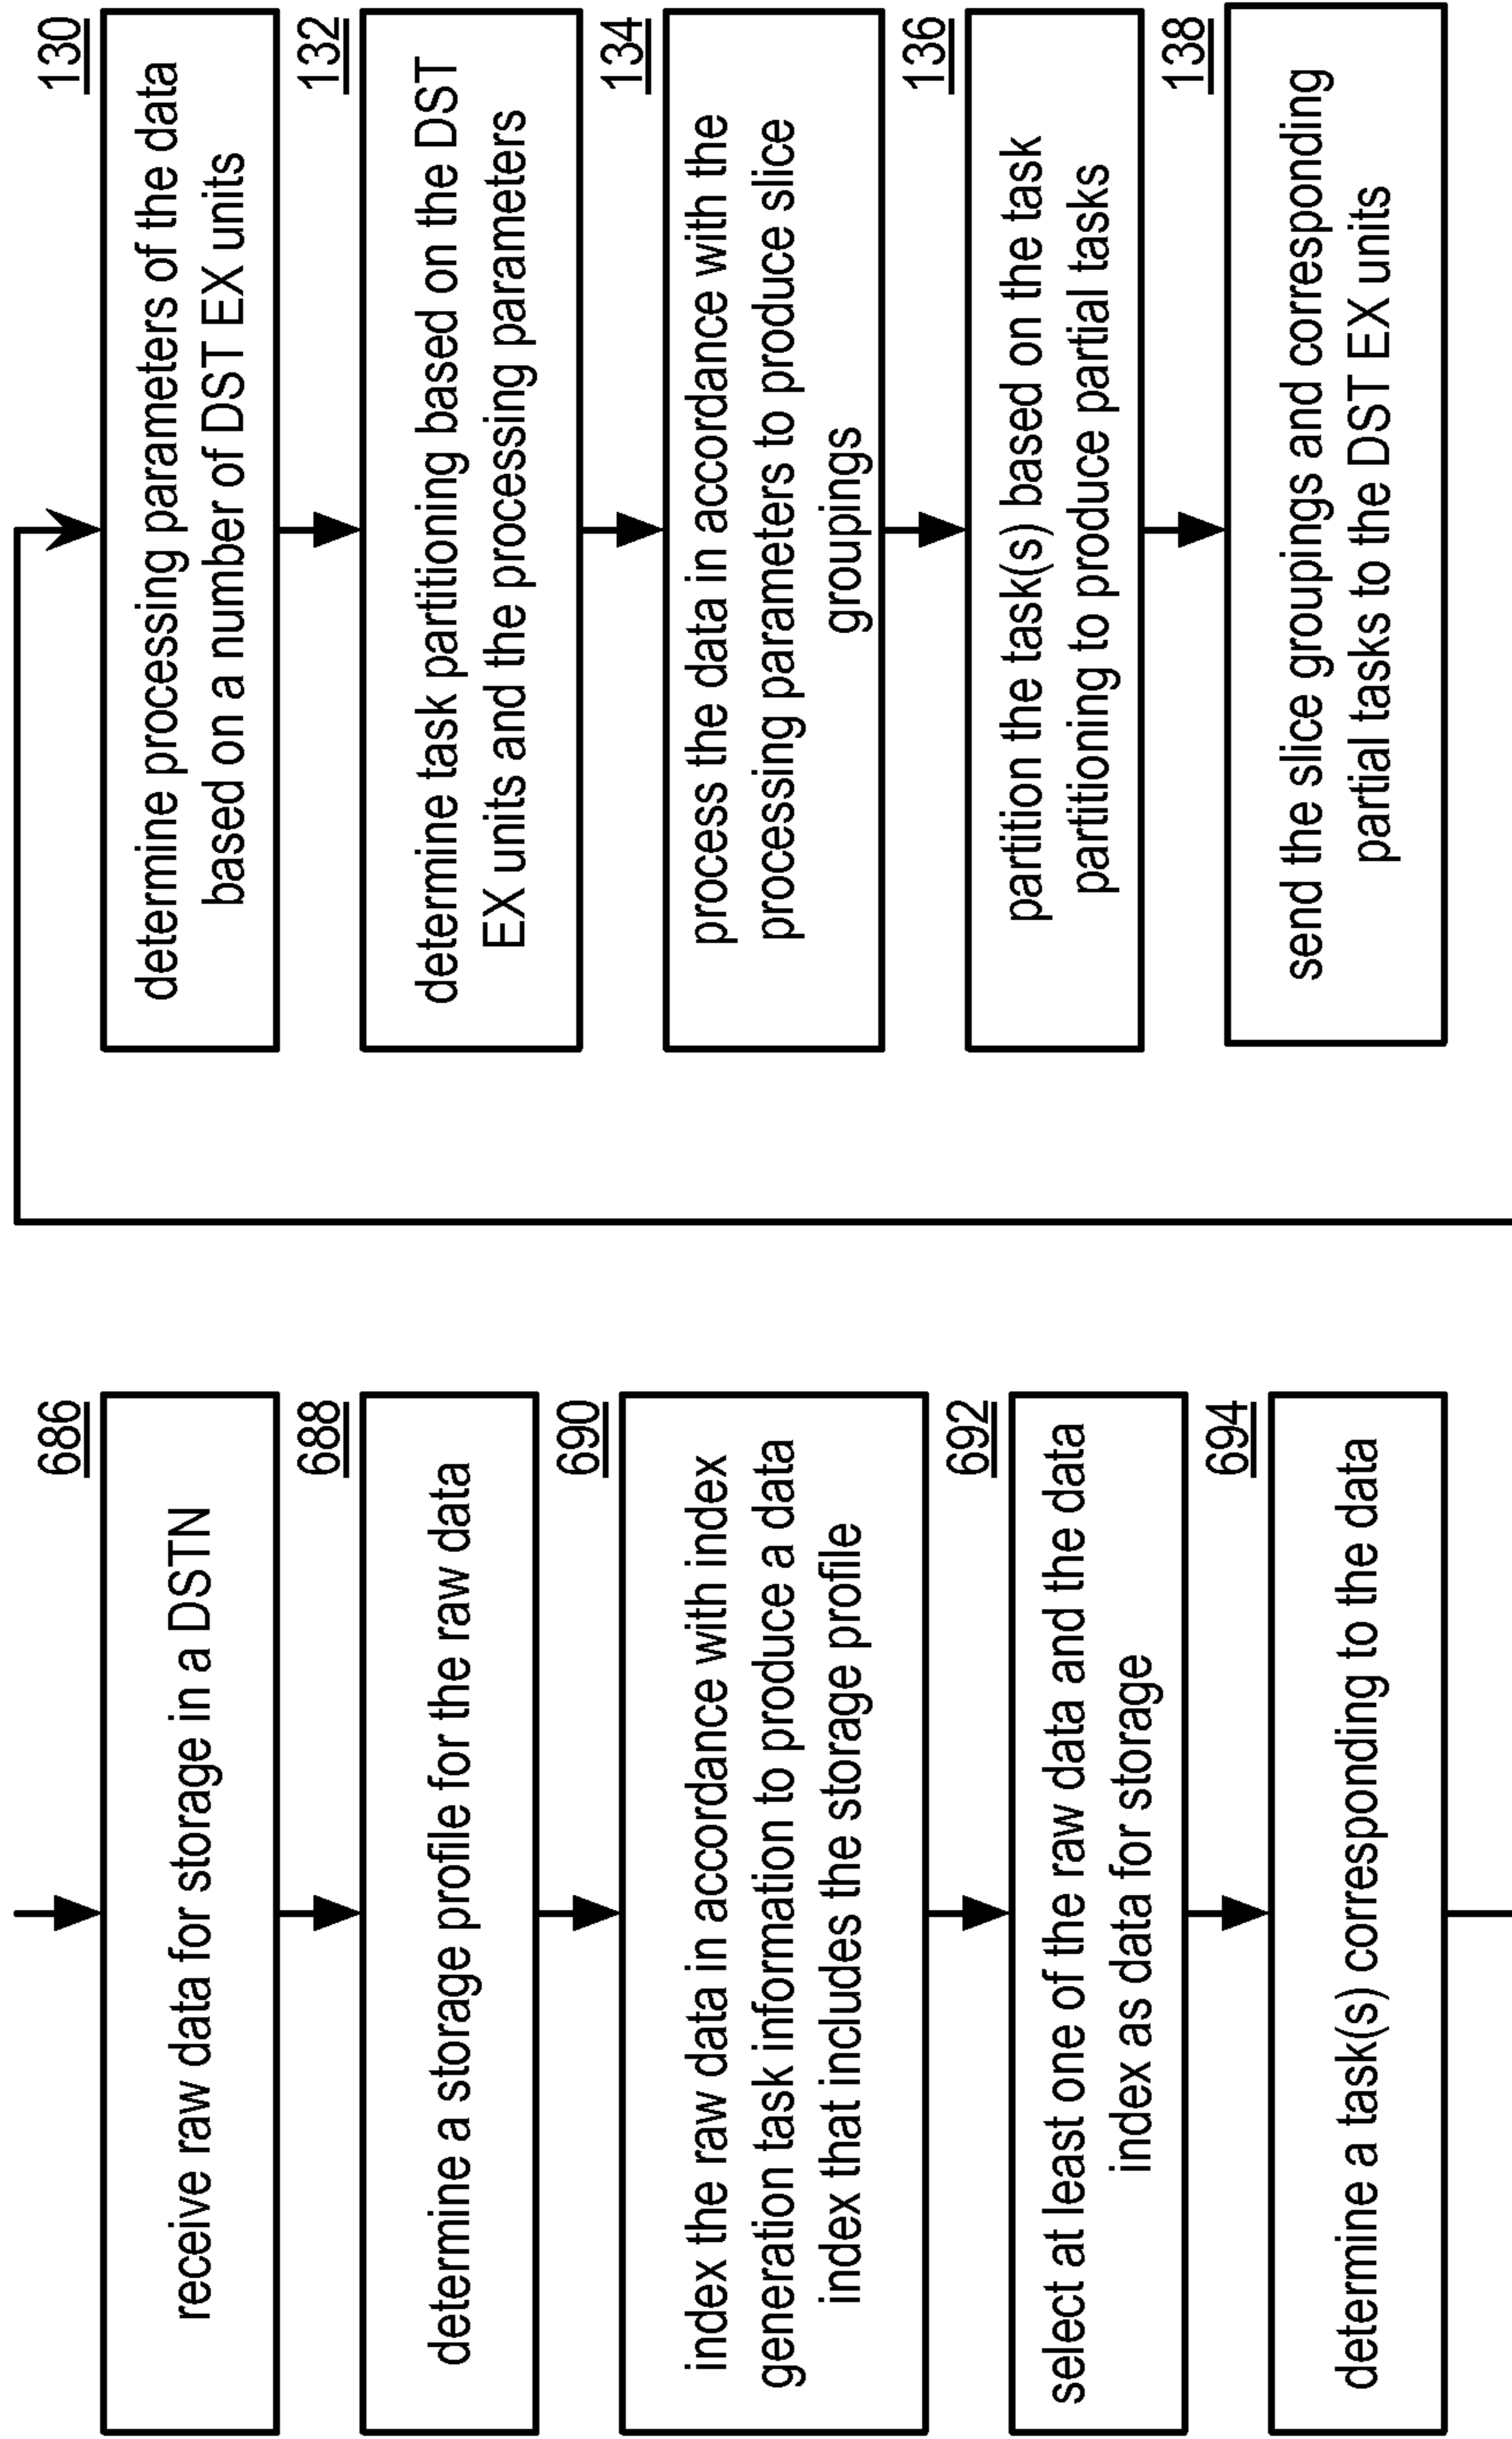 686
receive raw data for storage in a DSTN
688
determine a storage profile for the raw data
690
index the raw data in accordance with index
generation task information to produce a data
index that includes the storage profile
692
select at least one of the raw data and the data
index as data for storage
694
determine a task(s) corresponding to the data
130
determine processing parameters of the data
based on a number of DST EX units
132
determine task partitioning based on the DST
EX units and the processing parameters
134
process the data in accordance with the
processing parameters to produce slice
groupings
136
partition the task(s) based on the task
partitioning to produce partial tasks
138
send the slice groupings and corresponding
partial tasks to the DST EX units